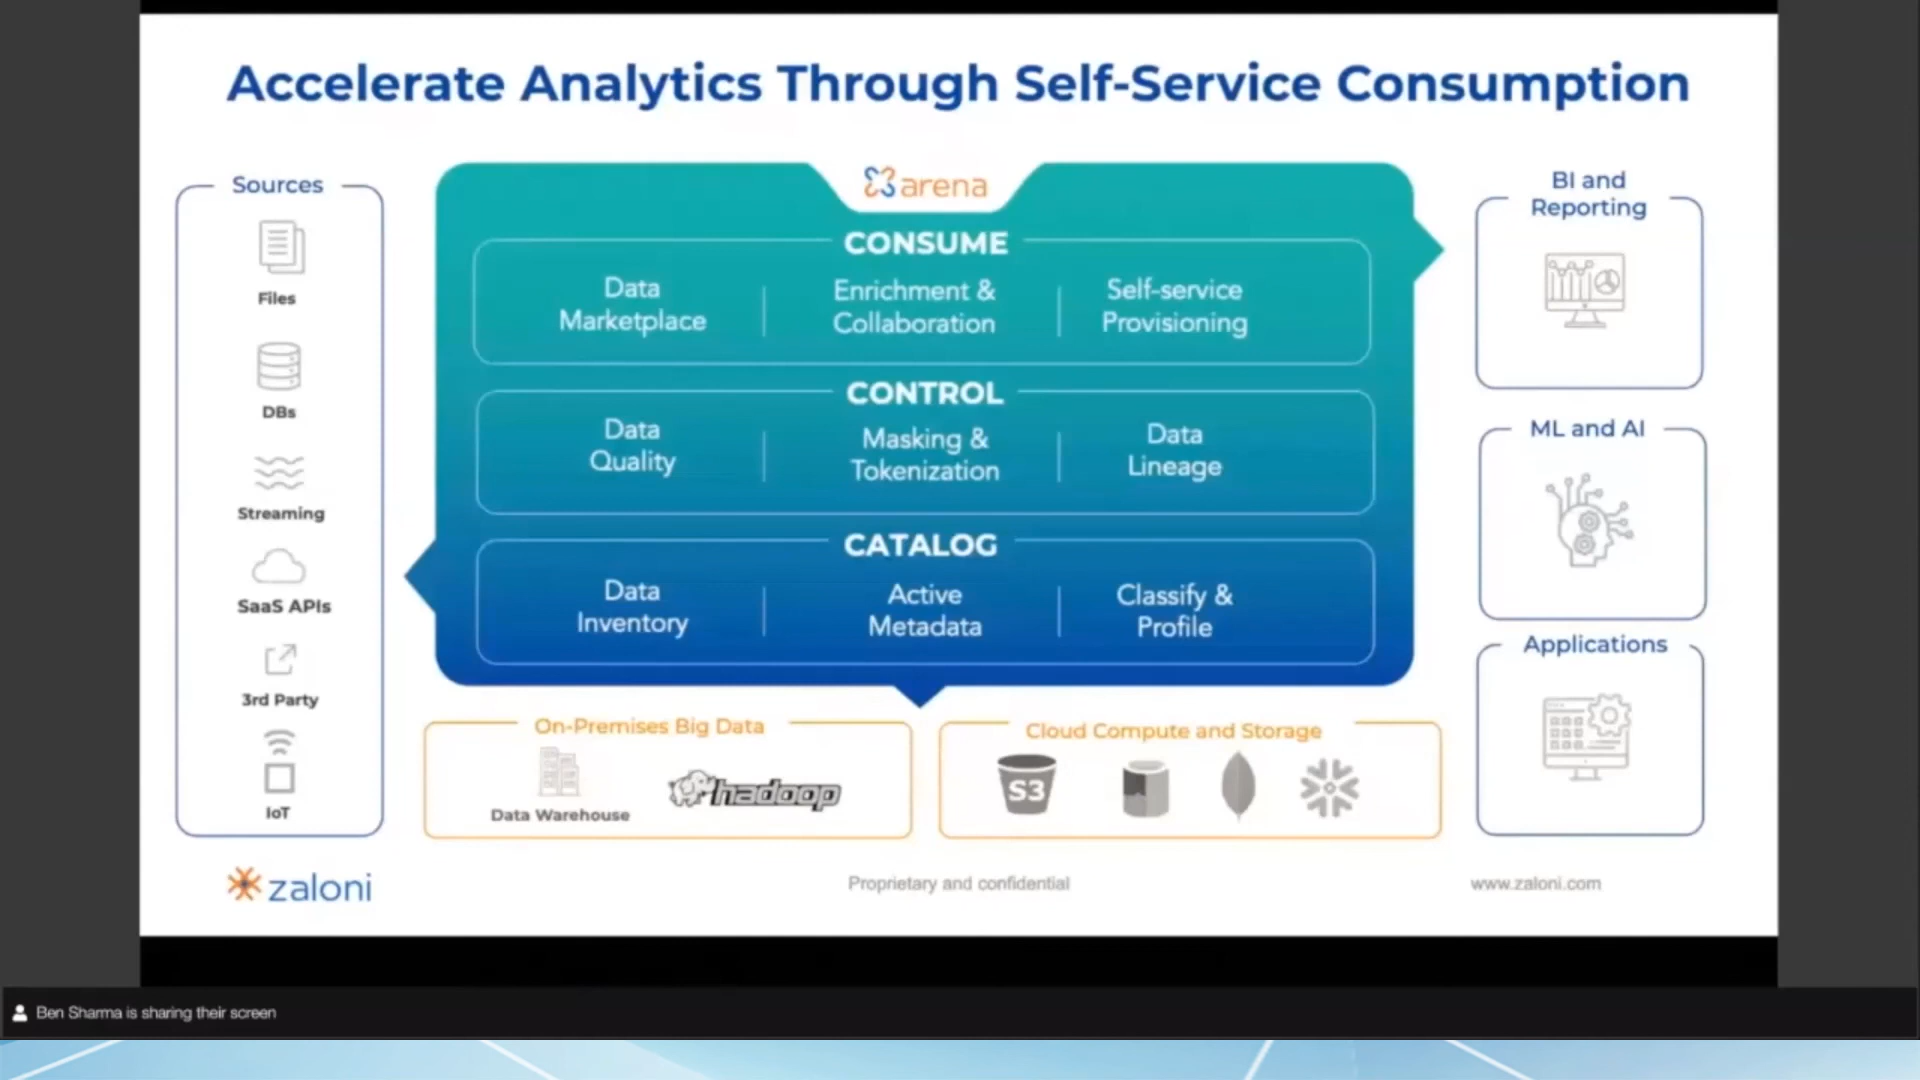 Accelerate Analytics Through Self-Service Consumption
Sources
Files
DBs
Streaming
SaaS APIs
3rd Party
IoT
arena
CONSUME
Data
Marketplace
Enrichment &
Collaboration
Self-service
Provisioning
CONTROL
Data
Quality
Masking &
Tokenization
Data
Lineage
CATALOG
Data
Inventory
Active
Metadata
Classify &
Profile
On-Premises Big Data
Data Warehouse
hadoop
Cloud Compute and Storage
S3
BI and
Reporting
ML and AI
Applications
zaloni
Proprietary and confidential
www.zaloni.com
Ben Sharma is sharing their screen